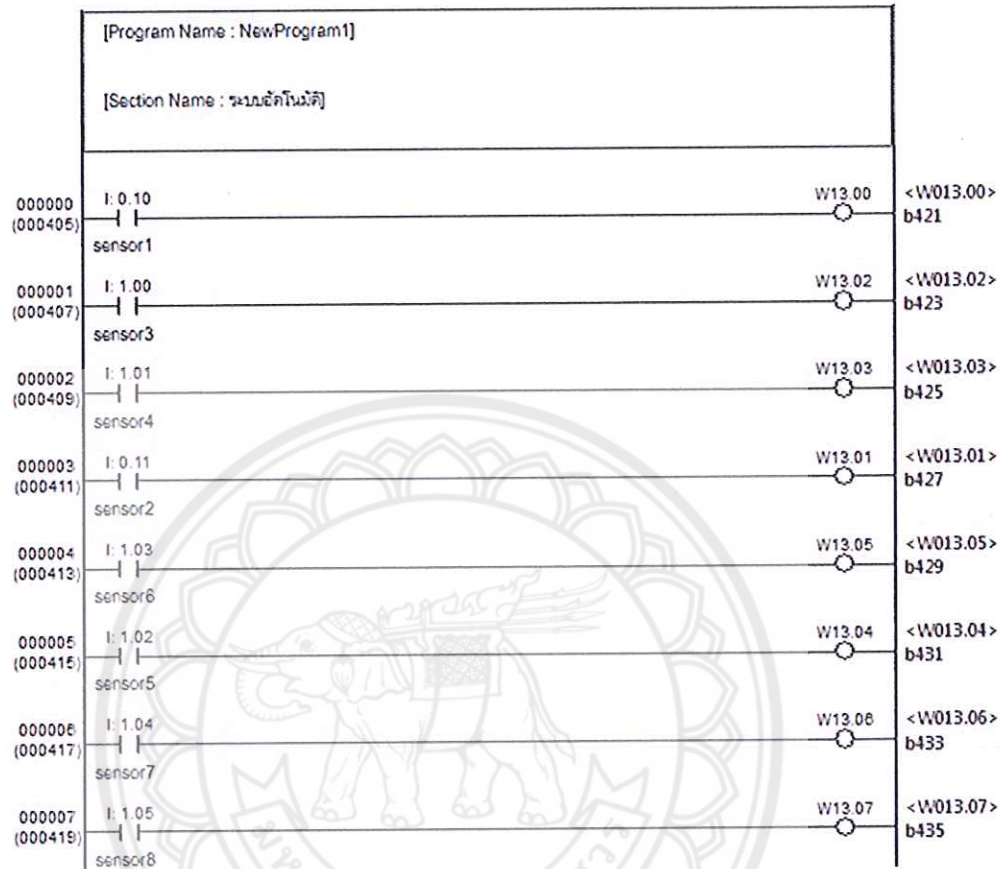 [Program Name : NewProgram1]
[Section Name : ระบบอัตโนมัติ]
000000
(000405)
I: 0.10
sensor1
W13.00
<W013.00>
b421
000001
(000407)
I: 1.00
sensor3
W13.02
<W013.02>
b423
000002
(000409)
I: 1.01
sensor4
W13.03
<W013.03>
b425
000003
(000411)
I: 0.11
sensor2
W13.01
<W013.01>
b427
000004
(000413)
I: 1.03
sensor6
W13.05
<W013.05>
b429
000005
(000415)
I: 1.02
sensor5
W13.04
<W013.04>
b431
000006
(000417)
I: 1.04
sensor7
W13.06
<W013.06>
b433
000007
(000419)
I: 1.05
sensor8
W13.07
<W013.07>
b435